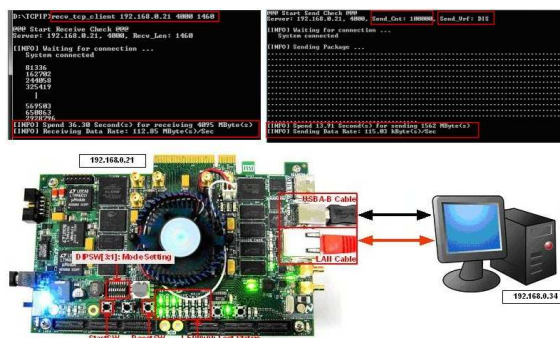 D:\TCPIP>recv_tcp_client 192.168.0.21 4000 1460
@@@ Start Receive Check @@@
Server: 192.168.0.21, 4000, Recv_Len: 1460
[INFO] Waiting for connection ...
System connected
81336
162702
244058
325419
|
569503
650863
2928796
[INFO] Spend 36.30 Second(s) for receiving 4095 MByte(s)
[INFO] Receiving Data Rate: 112.85 MByte(s)/Sec
@@@ Start Send Check @@@
Server: 192.168.0.21, 4000, Send_Cnt: 100000, Send_Vrf: DIS
[INFO] Waiting for connection ...
System connected
[INFO] Sending Package ...
[INFO] Spend 13.91 Second(s) for sending 1562 MByte(s)
[INFO] Sending Data Rate: 115.03 kByte(s)/Sec
192.168.0.21
USB A-B Cable
LAN Cable
DIPSW[3:1]: Mode Setting
StartSW
ResetSW
192.168.0.34